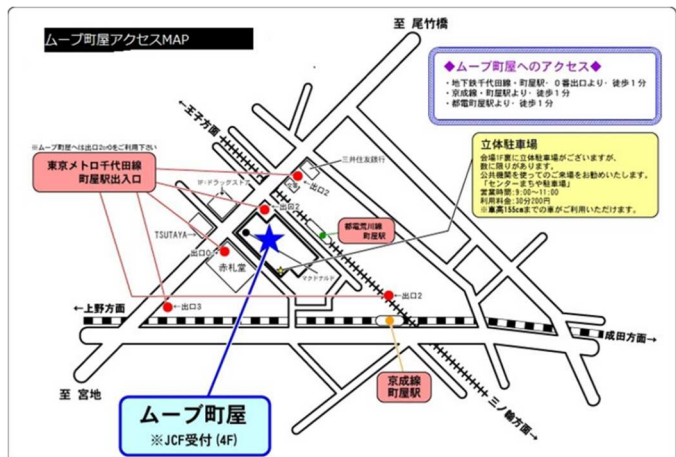 ムーブ町屋アクセスMAP
至 尾竹橋
◆ムーブ町屋へのアクセス◆
・地下鉄千代田線・町屋駅、0番出口より、徒歩1分
・京成線・町屋駅より、徒歩1分
・都電町屋駅より、徒歩1分
←王子方面
※ムーブ町屋へは出口2or0をご利用下さい
東京メトロ千代田線
町屋駅出入口
三井住友銀行
←出口2
1F・ドラッグストア
←出口2
立体駐車場
会場1F裏に立体駐車場がございますが、
数に限りがあります。
公共機関を使ってのご来場をお勧めいたします。
「センターまちや駐車場」
営業時間:9:00～11:00
利用料金:30分200円
※車高155cmまでの車がご利用いただけます。
TSUTAYA
都電荒川線
町屋駅
出口0
赤札堂
マクドナルド
←出口3
←出口2
←上野方面
成田方面→
至 宮地
京成線
町屋駅
三ノ輪方面→
ムーブ町屋
※JCF受付(4F)